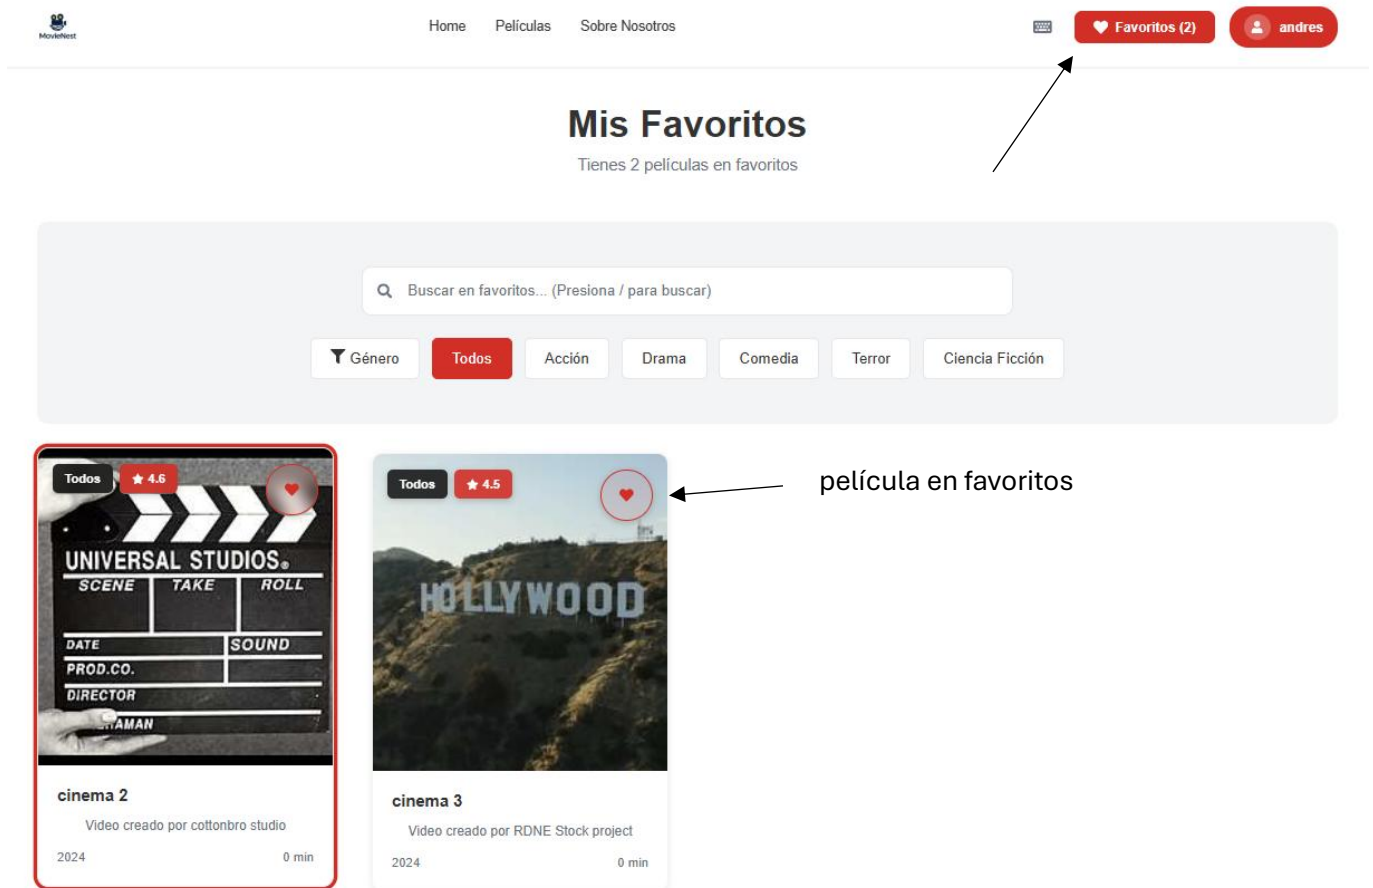 MovieNest
Home Películas Sobre Nosotros
Favoritos (2)
andres
Mis Favoritos
Tienes 2 películas en favoritos
Buscar en favoritos... (Presiona / para buscar)
Género Todos Acción Drama Comedia Terror Ciencia Ficción
Todos 4.6
UNIVERSAL STUDIOS®
SCENE TAKE ROLL
DATE SOUND
PROD.CO.
DIRECTOR
AMAN
cinema 2
Video creado por cottonbro studio
2024 0 min
Todos 4.5
HOLLYWOOD
película en favoritos
cinema 3
Video creado por RDNE Stock project
2024 0 min